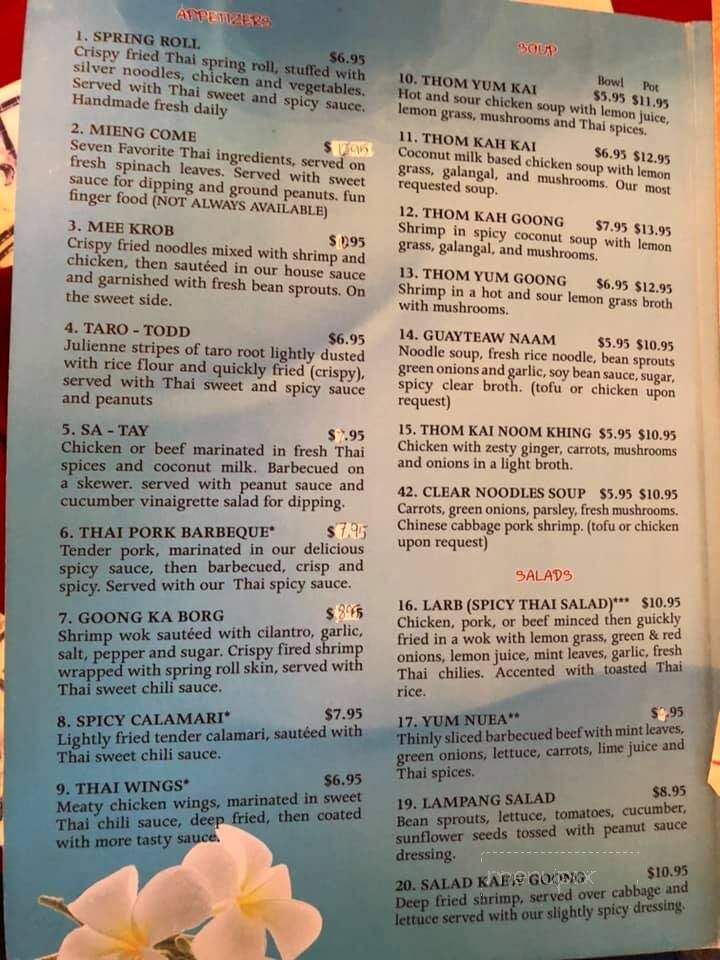 APPETIZERS
1. SPRING ROLL $6.95
Crispy fried Thai spring roll, stuffed with
silver noodles, chicken and vegetables.
Served with Thai sweet and spicy sauce.
Handmade fresh daily
2. MIENG COME $
Seven Favorite Thai ingredients, served on
fresh spinach leaves. Served with sweet
sauce for dipping and ground peanuts. fun
finger food (NOT ALWAYS AVAILABLE)
3. MEE KROB
Crispy fried noodles mixed with shrimp and
chicken, then sautéed in our house sauce
and garnished with fresh bean sprouts. On
the sweet side.
4. TARO - TODD $6.95
Julienne stripes of taro root lightly dusted
with rice flour and quickly fried (crispy),
served with Thai sweet and spicy sauce
and peanuts
5. SA - TAY
Chicken or beef marinated in fresh Thai
spices and coconut milk. Barbecued on
a skewer. served with peanut sauce and
cucumber vinaigrette salad for dipping.
6. THAI PORK BARBEQUE* $7.95
Tender pork, marinated in our delicious
spicy sauce, then barbecued, crisp and
spicy. Served with our Thai spicy sauce.
7. GOONG KA BORG $8.95
Shrimp wok sautéed with cilantro, garlic,
salt, pepper and sugar. Crispy fired shrimp
wrapped with spring roll skin, served with
Thai sweet chili sauce.
8. SPICY CALAMARI* $7.95
Lightly fried tender calamari, sautéed with
Thai sweet chili sauce.
9. THAI WINGS* $6.95
Meaty chicken wings, marinated in sweet
Thai chili sauce, deep fried, then coated
with more tasty sauce.
SOUP
Bowl Pot
10. THOM YUM KAI $5.95 $11.95
Hot and sour chicken soup with lemon juice,
lemon grass, mushrooms and Thai spices.
11. THOM KAH KAI $6.95 $12.95
Coconut milk based chicken soup with lemon
grass, galangal, and mushrooms. Our most
requested soup.
12. THOM KAH GOONG $7.95 $13.95
Shrimp in spicy coconut soup with lemon
grass, galangal, and mushrooms.
13. THOM YUM GOONG $6.95 $12.95
Shrimp in a hot and sour lemon grass broth
with mushrooms.
14. GUAYTEAW NAAM $5.95 $10.95
Noodle soup, fresh rice noodle, bean sprouts
green onions and garlic, soy bean sauce, sugar,
spicy clear broth. (tofu or chicken upon
request)
15. THOM KAI NOOM KHING $5.95 $10.95
Chicken with zesty ginger, carrots, mushrooms
and onions in a light broth.
42. CLEAR NOODLES SOUP $5.95 $10.95
Carrots, green onions, parsley, fresh mushrooms.
Chinese cabbage pork shrimp. (tofu or chicken
upon request)
SALADS
16. LARB (SPICY THAI SALAD)*** $10.95
Chicken, pork, or beef minced then guickly
fried in a wok with lemon grass, green & red
onions, lemon juice, mint leaves, garlic, fresh
Thai chilies. Accented with toasted Thai
rice.
17. YUM NUEA**
Thinly sliced barbecued beef with mint leaves,
green onions, lettuce, carrots, lime juice and
Thai spices.
19. LAMPANG SALAD $8.95
Bean sprouts, lettuce, tomatoes, cucumber,
sunflower seeds tossed with peanut sauce
dressing.
20. SALAD KAEW GOONG $10.95
Deep fried shrimp, served over cabbage and
lettuce served with our slightly spicy dressing.